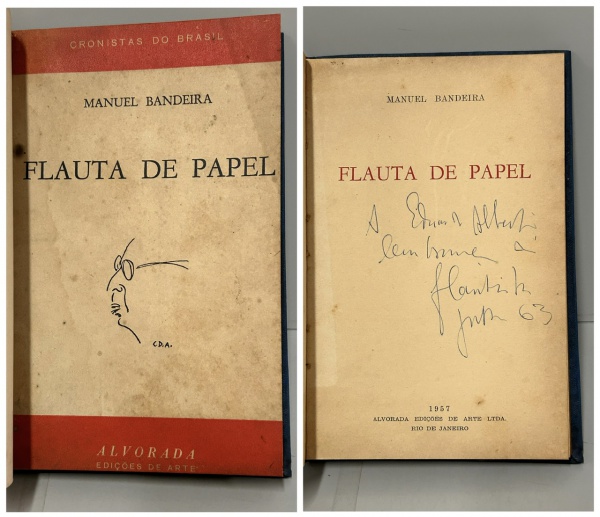 CRONISTAS DO BRASIL
MANUEL BANDEIRA
FLAUTA DE PAPEL
C.D.A.
ALVORADA
EDIÇÕES DE ARTE
MANUEL BANDEIRA
FLAUTA DE PAPEL
A Eduardo Alberto
63
1957
ALVORADA EDIÇÕES DE ARTE LTDA.
RIO DE JANEIRO